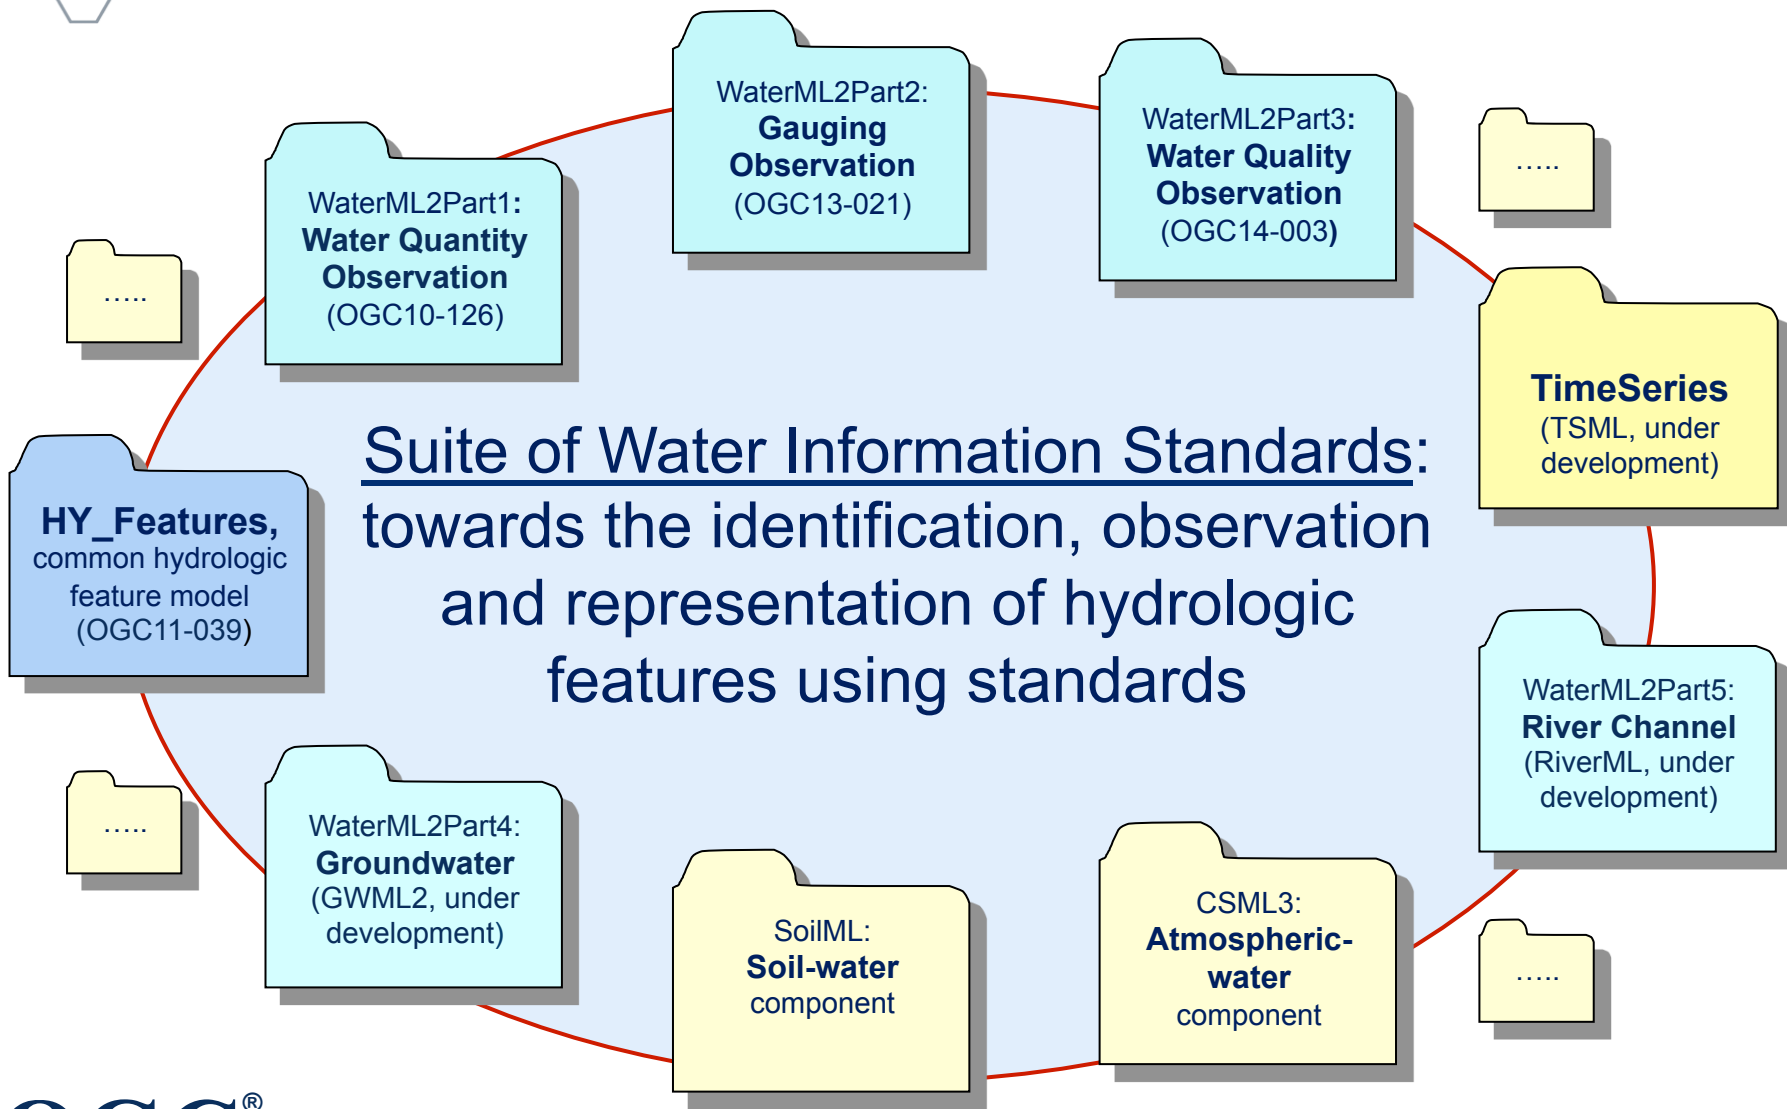 WaterML2Part2:
Gauging
Observation
(OGC13-021)
WaterML2Part3:
Water Quality
Observation
(OGC14-003)
.....
WaterML2Part1:
Water Quantity
Observation
(OGC10-126)
.....
TimeSeries
(TSML, under
development)
Suite of Water Information Standards:
towards the identification, observation
and representation of hydrologic
features using standards
HY_Features,
common hydrologic
feature model
(OGC11-039)
WaterML2Part5:
River Channel
(RiverML, under
development)
.....
WaterML2Part4:
Groundwater
(GWML2, under
development)
SoilML:
Soil-water
component
CSML3:
Atmospheric-
water
component
.....
OGC®